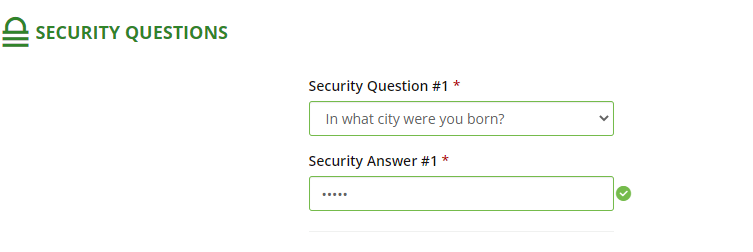 SECURITY QUESTIONS
Security Question #1 *
In what city were you born?
Security Answer #1 *
•••••